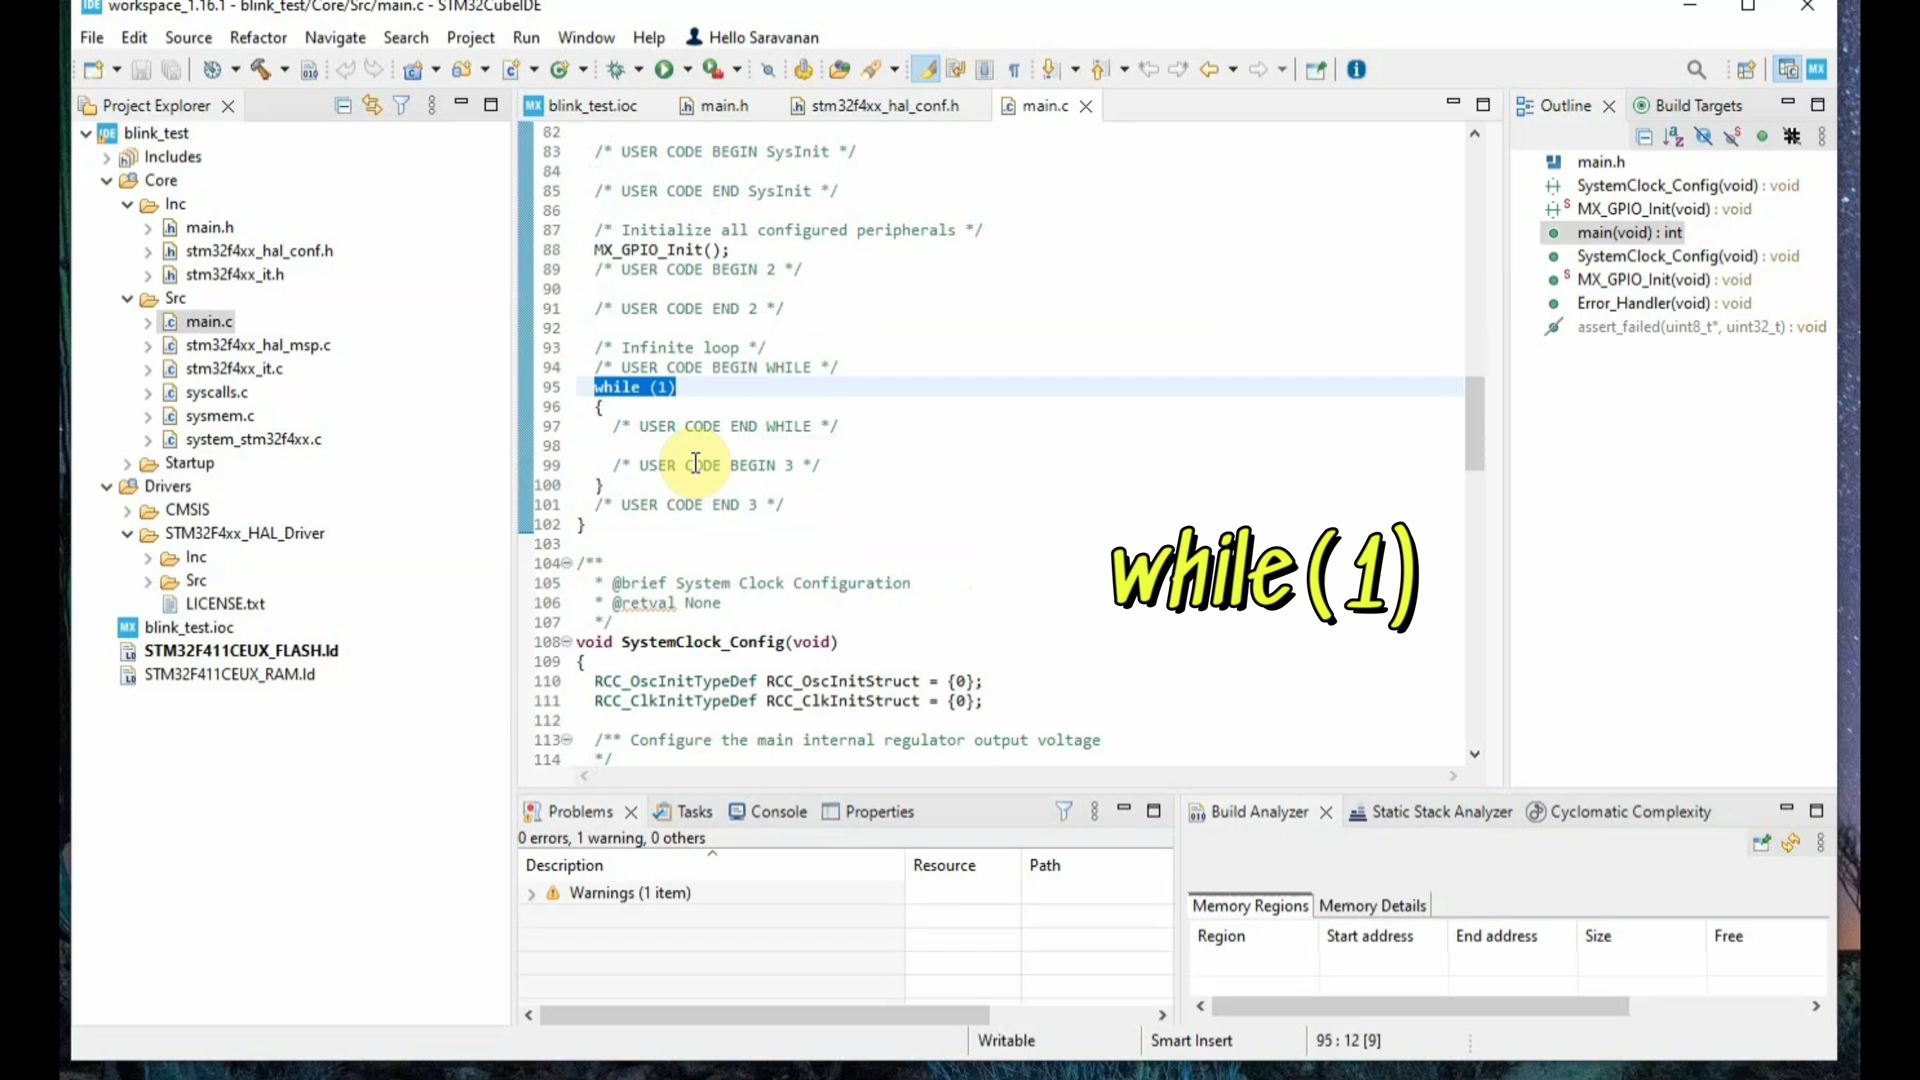 workspace_1.16.1 - blink_test/Core/Src/main.c - STM32CubeIDE
File Edit Source Refactor Navigate Search Project Run Window Help Hello Saravanan
Project Explorer
blink_test
Includes
Core
Inc
main.h
stm32f4xx_hal_conf.h
stm32f4xx_it.h
Src
main.c
stm32f4xx_hal_msp.c
stm32f4xx_it.c
syscalls.c
sysmem.c
system_stm32f4xx.c
Startup
Drivers
CMSIS
STM32F4xx_HAL_Driver
Inc
Src
LICENSE.txt
blink_test.ioc
STM32F411CEUX_FLASH.ld
STM32F411CEUX_RAM.ld
blink_test.ioc main.h stm32f4xx_hal_conf.h main.c
82
83 /* USER CODE BEGIN SysInit */
84
85 /* USER CODE END SysInit */
86
87 /* Initialize all configured peripherals */
88 MX_GPIO_Init();
89 /* USER CODE BEGIN 2 */
90
91 /* USER CODE END 2 */
92
93 /* Infinite loop */
94 /* USER CODE BEGIN WHILE */
95 while (1)
96 {
97 /* USER CODE END WHILE */
98
99 /* USER CODE BEGIN 3 */
100 }
101 /* USER CODE END 3 */
102 }
103
104 /**
105 * @brief System Clock Configuration
106 * @retval None
107 */
108 void SystemClock_Config(void)
109 {
110 RCC_OscInitTypeDef RCC_OscInitStruct = {0};
111 RCC_ClkInitTypeDef RCC_ClkInitStruct = {0};
112
113 /** Configure the main internal regulator output voltage
114 */
while(1)
Outline Build Targets
main.h
SystemClock_Config(void) : void
MX_GPIO_Init(void) : void
main(void) : int
SystemClock_Config(void) : void
MX_GPIO_Init(void) : void
Error_Handler(void) : void
assert_failed(uint8_t*, uint32_t) : void
Problems Tasks Console Properties
0 errors, 1 warning, 0 others
Description Resource Path
Warnings (1 item)
Build Analyzer Static Stack Analyzer Cyclomatic Complexity
Memory Regions Memory Details
Region Start address End address Size Free
Writable Smart Insert 95 : 12 [9]